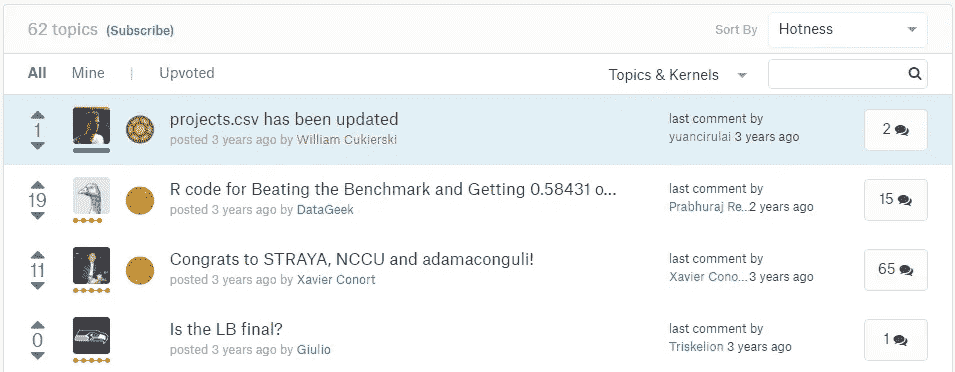 62 topics (Subscribe) Sort By Hotness
All Mine | Upvoted Topics & Kernels
1 projects.csv has been updated last comment by 2
posted 3 years ago by William Cukierski yuancirulai 3 years ago
19 R code for Beating the Benchmark and Getting 0.58431 o... last comment by 15
posted 3 years ago by DataGeek Prabhuraj Re... 2 years ago
11 Congrats to STRAYA, NCCU and adamaconguli! last comment by 65
posted 3 years ago by Xavier Conort Xavier Cono... 3 years ago
0 Is the LB final? last comment by 1
posted 3 years ago by Giulio Triskelion 3 years ago